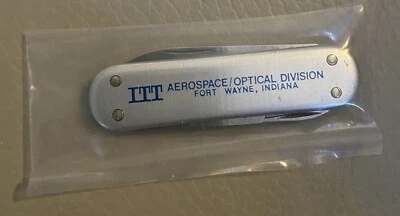 ITT AEROSPACE/OPTICAL DIVISION
FORT WAYNE, INDIANA